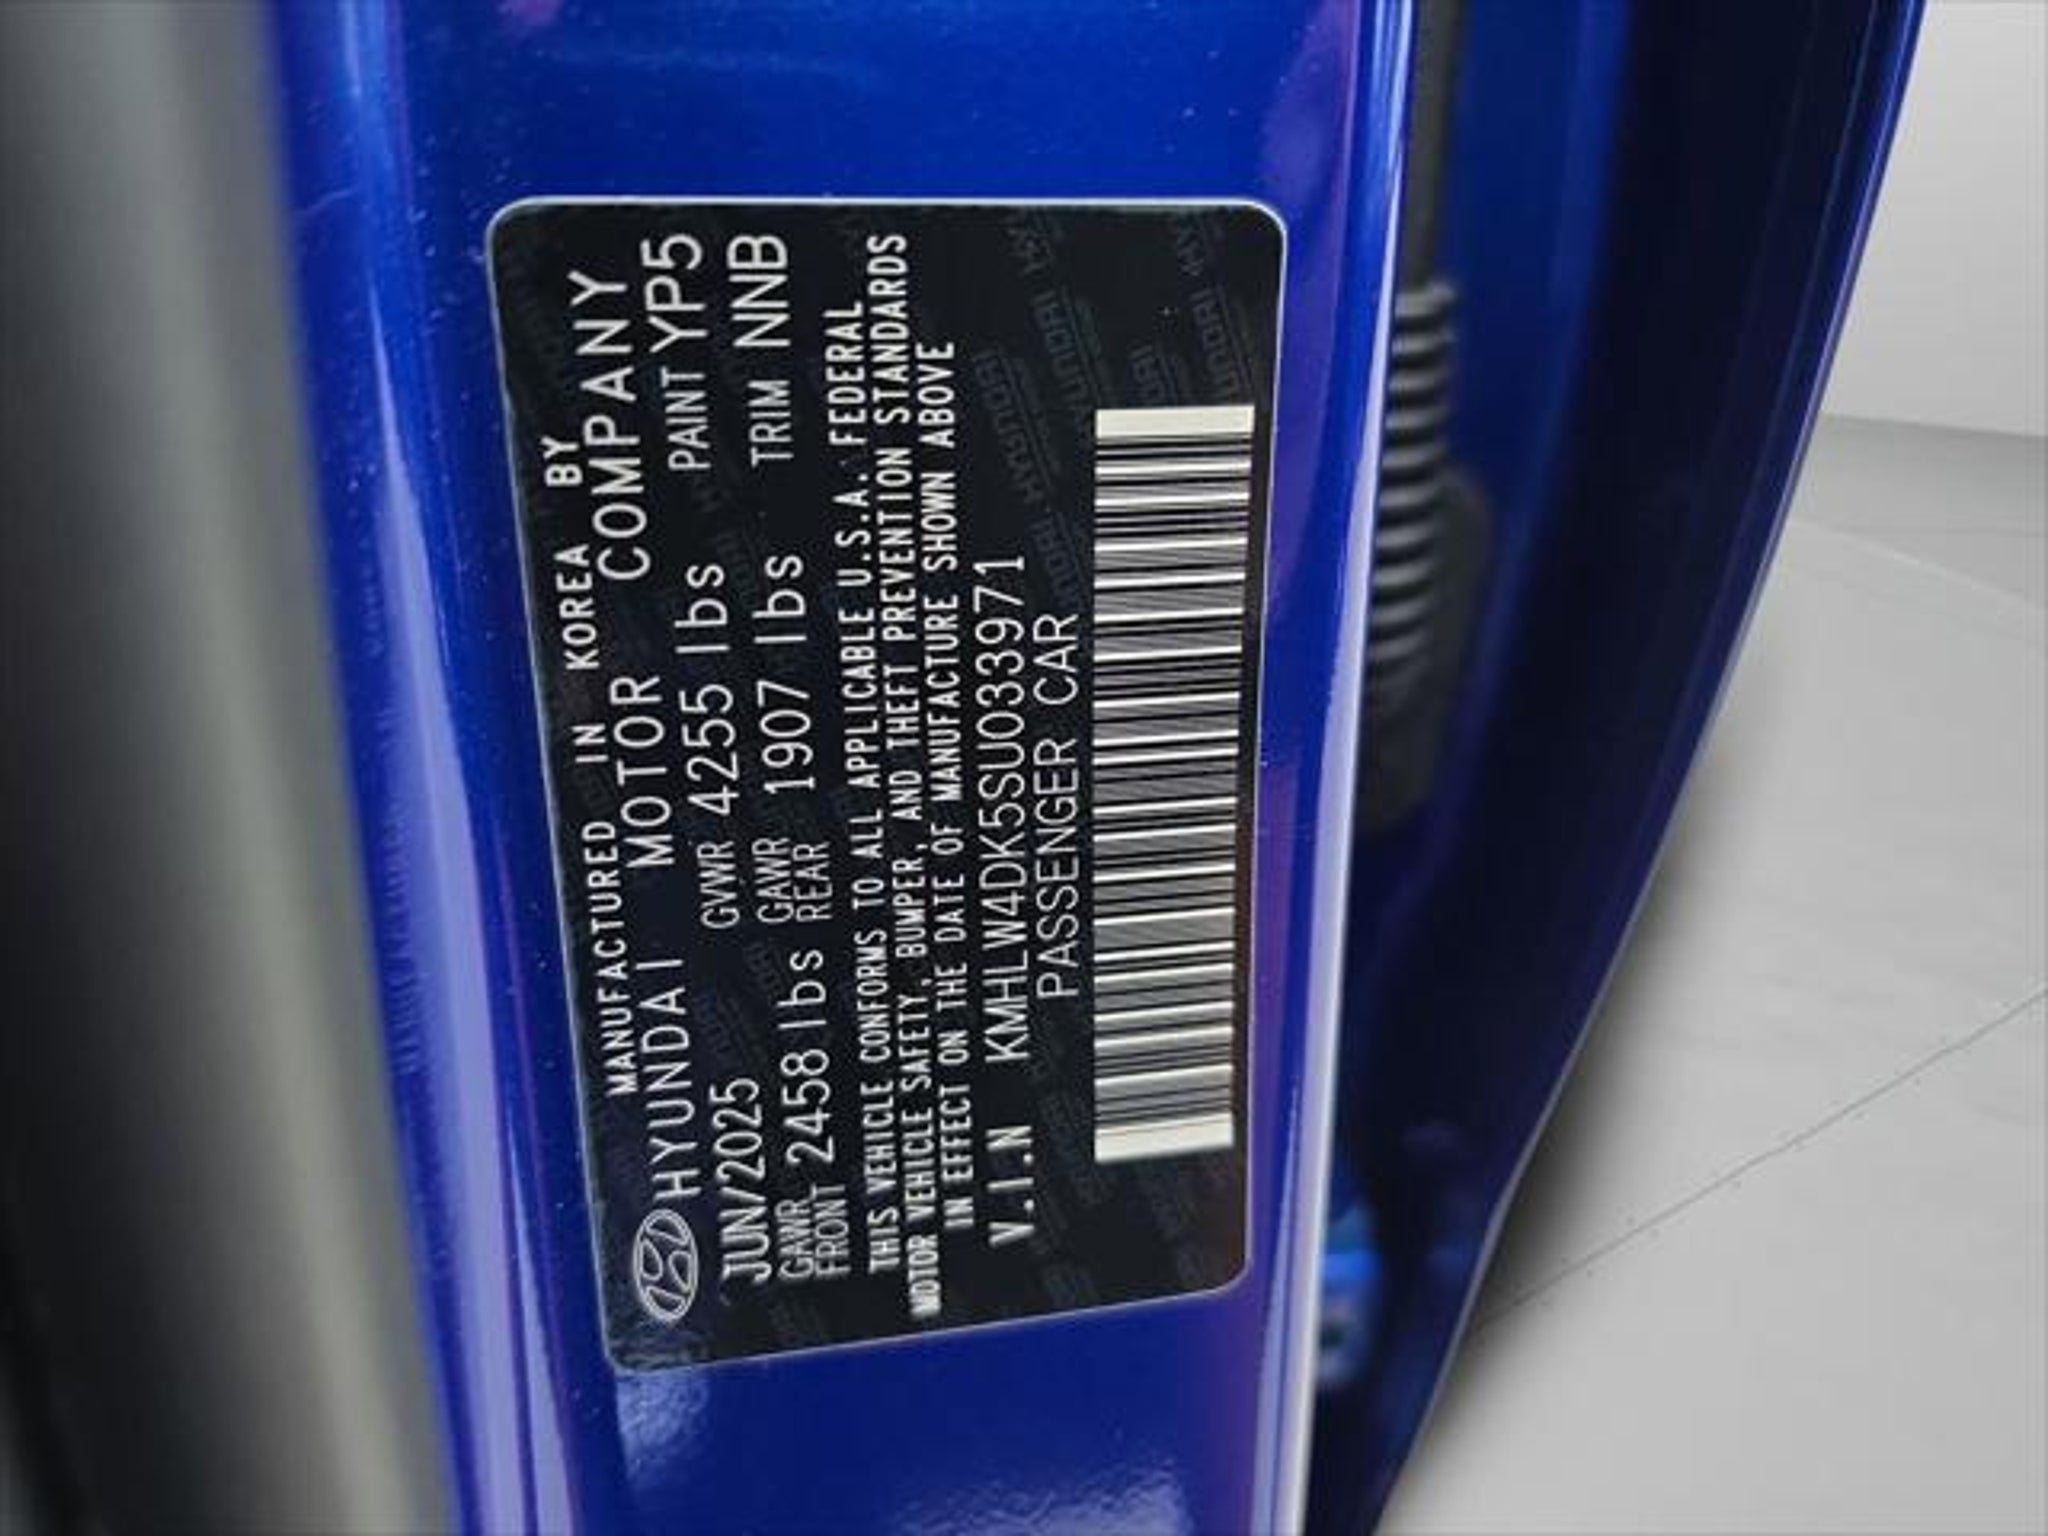 MANUFACTURED IN KOREA BY
HYUNDAI MOTOR COMPANY
JUN/2025 GVWR 4255 lbs PAINT YP5
GAWR FRONT 2458 lbs GAWR REAR 1907 lbs TRIM NNB
THIS VEHICLE CONFORMS TO ALL APPLICABLE U.S.A. FEDERAL
MOTOR VEHICLE SAFETY, BUMPER, AND THEFT PREVENTION STANDARDS
IN EFFECT ON THE DATE OF MANUFACTURE SHOWN ABOVE
V.I.N KMHLW4DK5SU033971
PASSENGER CAR